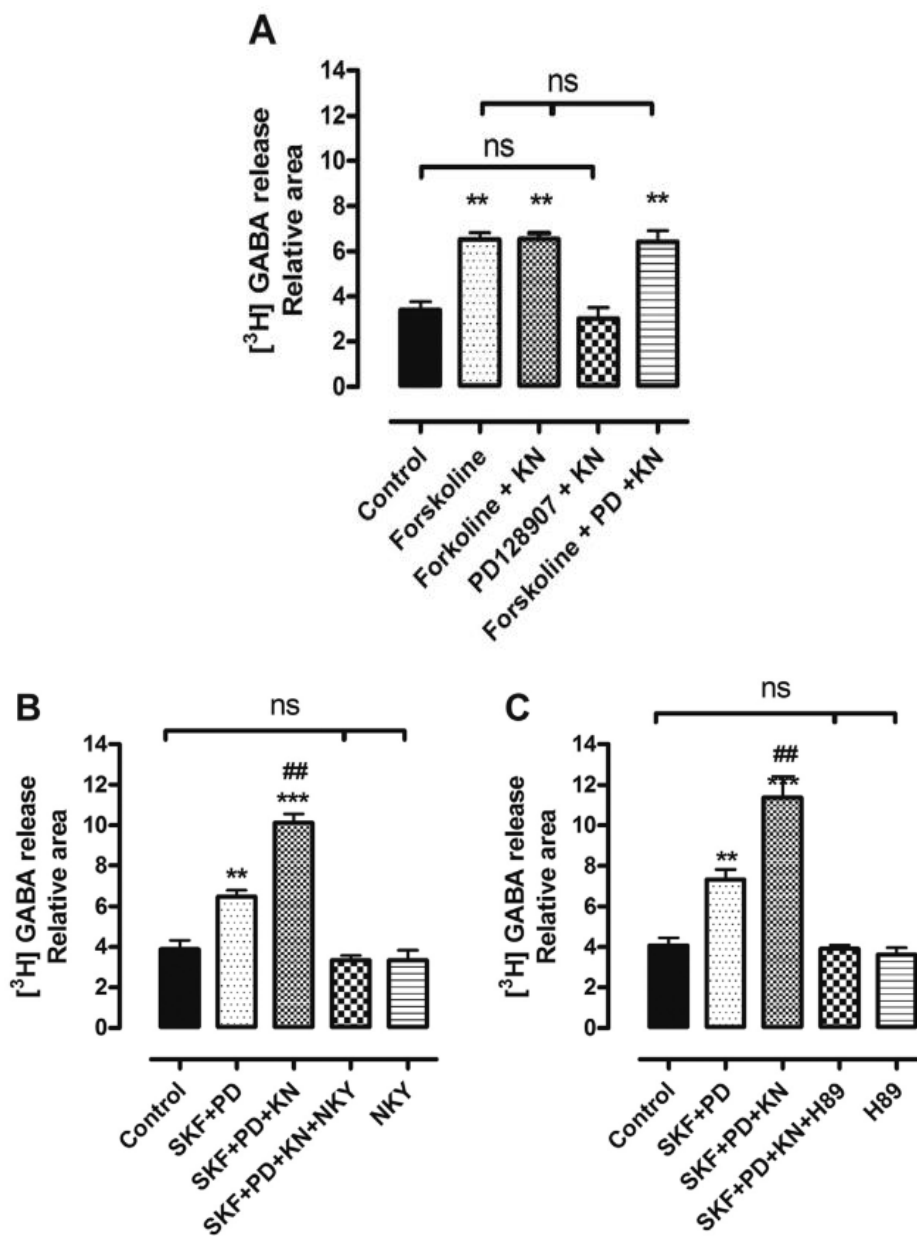 A
[³H] GABA release
Relative area
14
12
10
8
6
4
2
0
ns
ns
**
**
**
Control
Forskoline
Forkoline + KN
PD128907 + KN
Forskoline + PD +KN
B
[³H] GABA release
Relative area
14
12
10
8
6
4
2
0
ns
##
***
**
Control
SKF+PD
SKF+PD+KN
SKF+PD+KN+NKY
NKY
C
[³H] GABA release
Relative area
14
12
10
8
6
4
2
0
ns
##
***
**
Control
SKF+PD
SKF+PD+KN
SKF+PD+KN+H89
H89